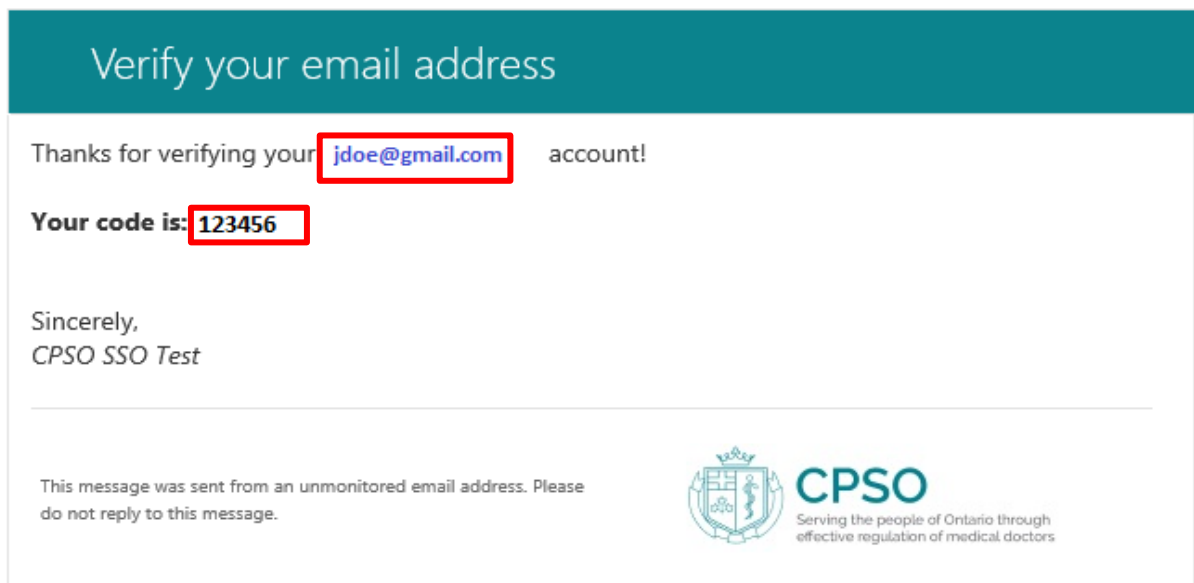 Verify your email address
Thanks for verifying your jdoe@gmail.com account!
Your code is: 123456
Sincerely,
CPSO SSO Test
This message was sent from an unmonitored email address. Please
do not reply to this message.
CPSO
Serving the people of Ontario through
effective regulation of medical doctors